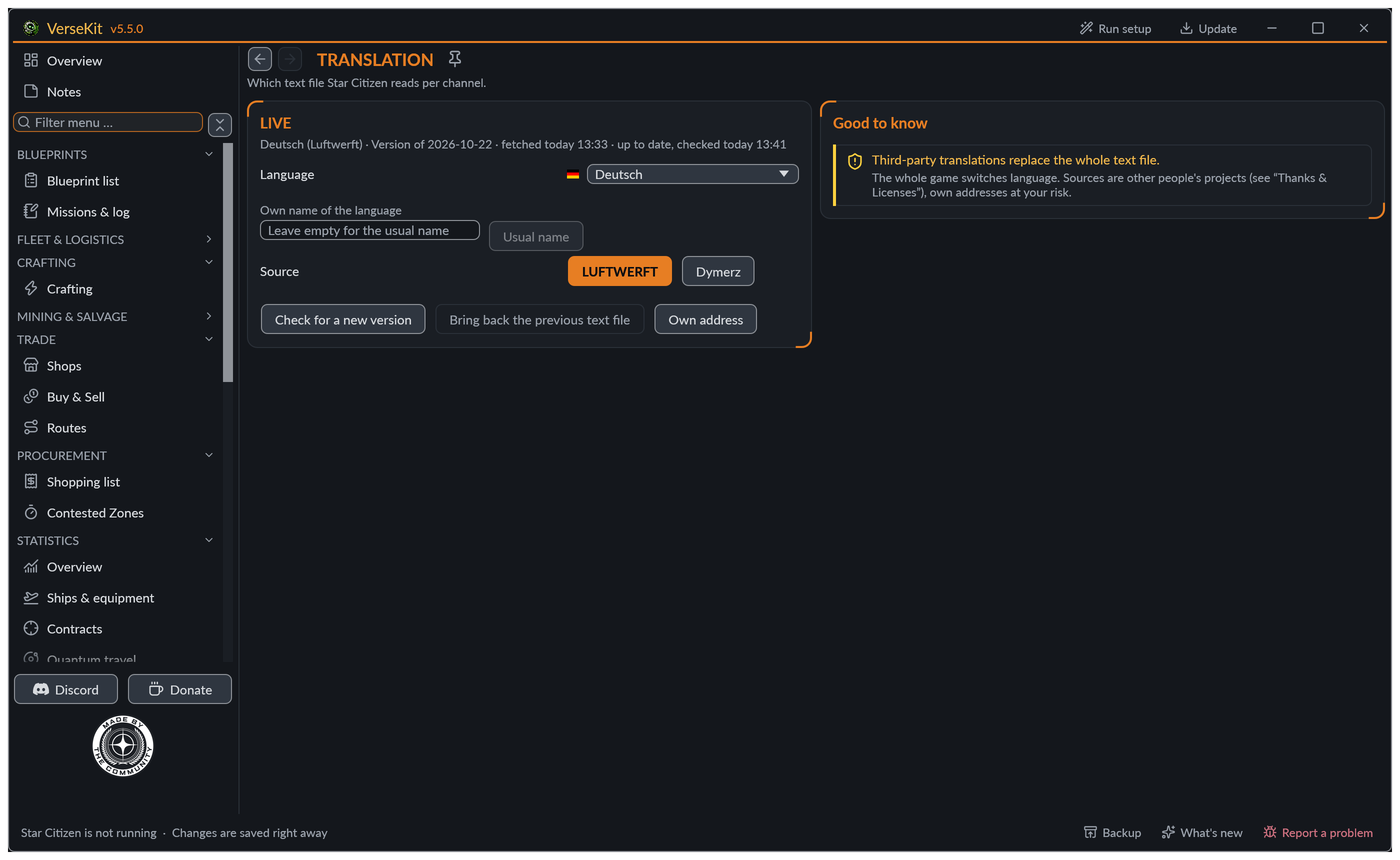 VerseKit v5.5.0
Run setup
Update
Overview
Notes
Filter menu ...
BLUEPRINTS
Blueprint list
Missions & log
FLEET & LOGISTICS
CRAFTING
Crafting
MINING & SALVAGE
TRADE
Shops
Buy & Sell
Routes
PROCUREMENT
Shopping list
Contested Zones
STATISTICS
Overview
Ships & equipment
Contracts
Quantum travel
Discord
Donate
MADE BY
THE COMMUNITY
TRANSLATION
Which text file Star Citizen reads per channel.
LIVE
Deutsch (Luftwerft) · Version of 2026-10-22 · fetched today 13:33 · up to date, checked today 13:41
Language
Deutsch
Own name of the language
Leave empty for the usual name
Usual name
Source
LUFTWERFT
Dymerz
Check for a new version
Bring back the previous text file
Own address
Good to know
Third-party translations replace the whole text file.
The whole game switches language. Sources are other people's projects (see "Thanks &
Licenses"), own addresses at your risk.
Star Citizen is not running · Changes are saved right away
Backup
What's new
Report a problem